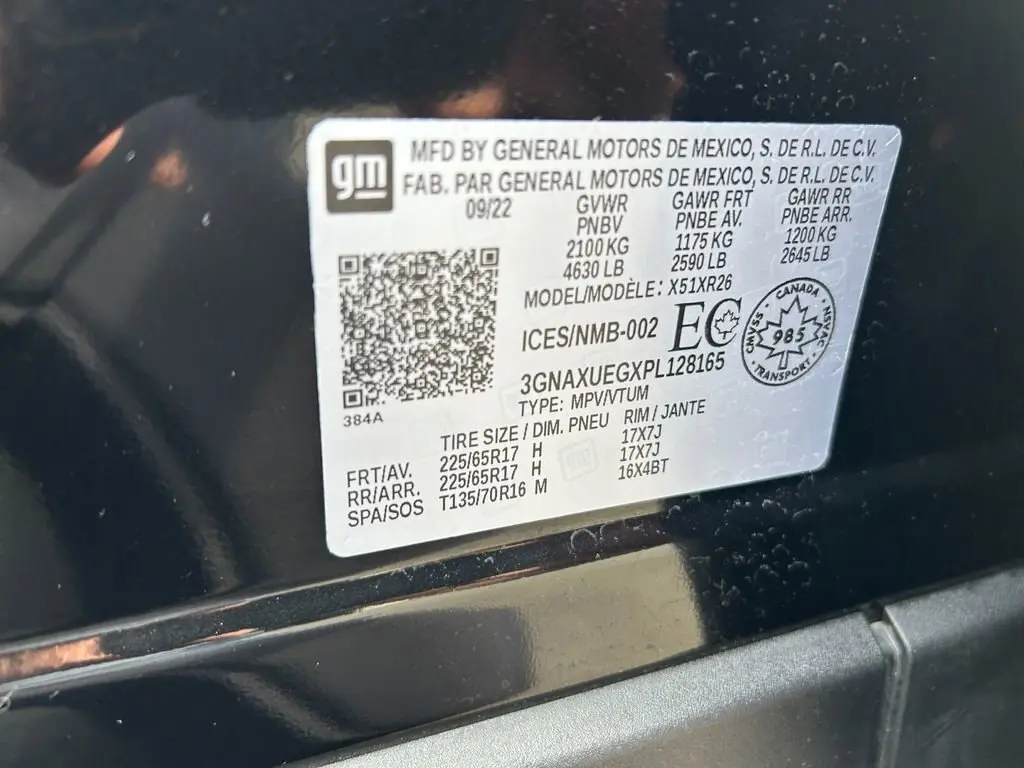 gm
MFD BY GENERAL MOTORS DE MEXICO, S. DE R.L. DE C.V.
FAB. PAR GENERAL MOTORS DE MEXICO, S. DE R.L. DE C.V.
09/22 GVWR GAWR FRT GAWR RR
PNBV PNBE AV. PNBE ARR.
2100 KG 1175 KG 1200 KG
4630 LB 2590 LB 2645 LB
MODEL/MODÈLE: X51XR26
ICES/NMB-002 EC
CANADA
CMVSS 985 NSVAC
TRANSPORT
3GNAXUEGXPL128165
TYPE: MPV/VTUM
384A
TIRE SIZE / DIM. PNEU RIM / JANTE
FRT/AV. 225/65R17 H 17X7J
RR/ARR. 225/65R17 H 17X7J
SPA/SOS T135/70R16 M 16X4BT